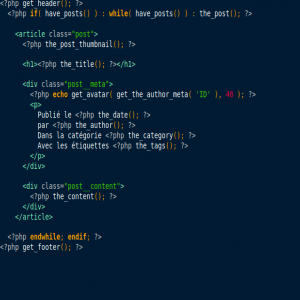 <?php get_header(); ?>
<?php if( have_posts() ) : while( have_posts() ) : the_post(); ?>
<article class="post">
<?php the_post_thumbnail(); ?>
<h1><?php the_title(); ?></h1>
<div class="post__meta">
<?php echo get_avatar( get_the_author_meta( 'ID' ), 40 ); ?>
<p>
Publié le <?php the_date(); ?>
par <?php the_author(); ?>
Dans la catégorie <?php the_category(); ?>
Avec les étiquettes <?php the_tags(); ?>
</p>
</div>
<div class="post__content">
<?php the_content(); ?>
</div>
</article>
<?php endwhile; endif; ?>
<?php get_footer(); ?>